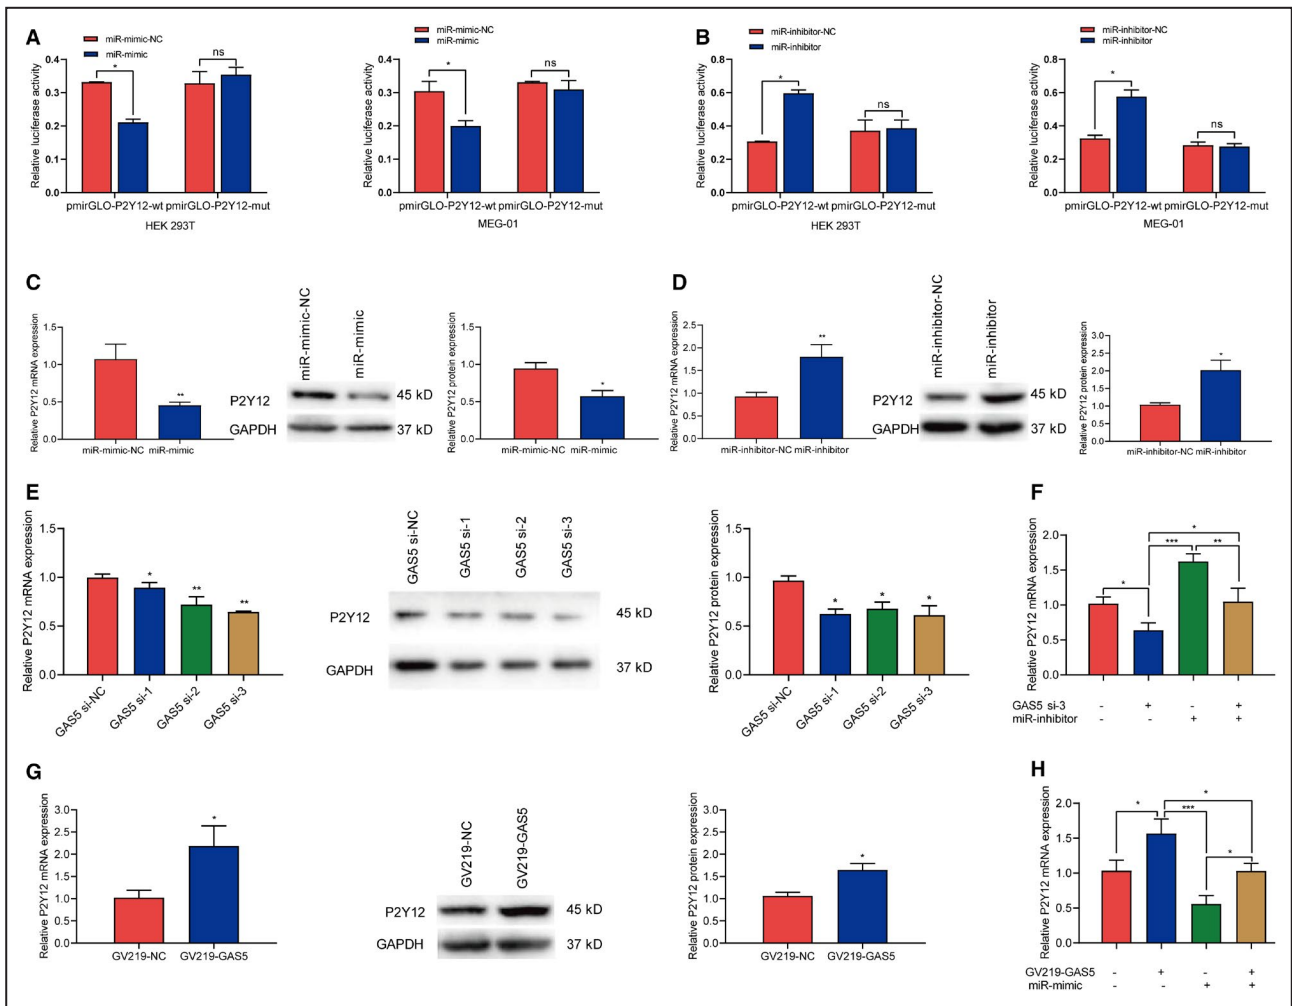 A
miR-mimic-NC
miR-mimic
Relative luciferase activity
0.4
0.3
0.2
0.1
0.0
*
ns
pmirGLO-P2Y12-wt pmirGLO-P2Y12-mut
HEK 293T
miR-mimic-NC
miR-mimic
Relative luciferase activity
0.4
0.3
0.2
0.1
0.0
*
ns
pmirGLO-P2Y12-wt pmirGLO-P2Y12-mut
MEG-01
B
miR-inhibitor-NC
miR-inhibitor
Relative luciferase activity
0.8
0.6
0.4
0.2
0.0
*
ns
pmirGLO-P2Y12-wt pmirGLO-P2Y12-mut
HEK 293T
miR-inhibitor-NC
miR-inhibitor
Relative luciferase activity
0.8
0.6
0.4
0.2
0.0
*
ns
pmirGLO-P2Y12-wt pmirGLO-P2Y12-mut
MEG-01
C
Relative P2Y12 mRNA expression
1.5
1.0
0.5
0.0
**
miR-mimic-NC miR-mimic
miR-mimic-NC
miR-mimic
P2Y12
45 kD
GAPDH
37 kD
Relative P2Y12 protein expression
1.5
1.0
0.5
0.0
*
miR-mimic-NC miR-mimic
D
Relative P2Y12 mRNA expression
2.5
2.0
1.5
1.0
0.5
0.0
**
miR-inhibitor-NC miR-inhibitor
miR-inhibitor-NC
miR-inhibitor
P2Y12
45 kD
GAPDH
37 kD
Relative P2Y12 protein expression
3.0
2.5
2.0
1.5
1.0
0.5
0.0
*
miR-inhibitor-NC miR-inhibitor
E
Relative P2Y12 mRNA expression
1.5
1.0
0.5
0.0
*
**
**
GAS5 si-NC
GAS5 si-1
GAS5 si-2
GAS5 si-3
GAS5 si-NC
GAS5 si-1
GAS5 si-2
GAS5 si-3
P2Y12
45 kD
GAPDH
37 kD
Relative P2Y12 protein expression
1.5
1.0
0.5
0.0
*
*
*
GAS5 si-NC
GAS5 si-1
GAS5 si-2
GAS5 si-3
F
Relative P2Y12 mRNA expression
2.0
1.5
1.0
0.5
0.0
*
***
**
*
GAS5 si-3 - + - +
miR-inhibitor - - + +
G
Relative P2Y12 mRNA expression
3.0
2.5
2.0
1.5
1.0
0.5
0.0
*
GV219-NC GV219-GAS5
GV219-NC
GV219-GAS5
P2Y12
45 kD
GAPDH
37 kD
Relative P2Y12 protein expression
3.0
2.5
2.0
1.5
1.0
0.5
0.0
*
GV219-NC GV219-GAS5
H
Relative P2Y12 mRNA expression
2.0
1.5
1.0
0.5
0.0
*
*
***
*
GV219-GAS5 - + - +
miR-mimic - - + +